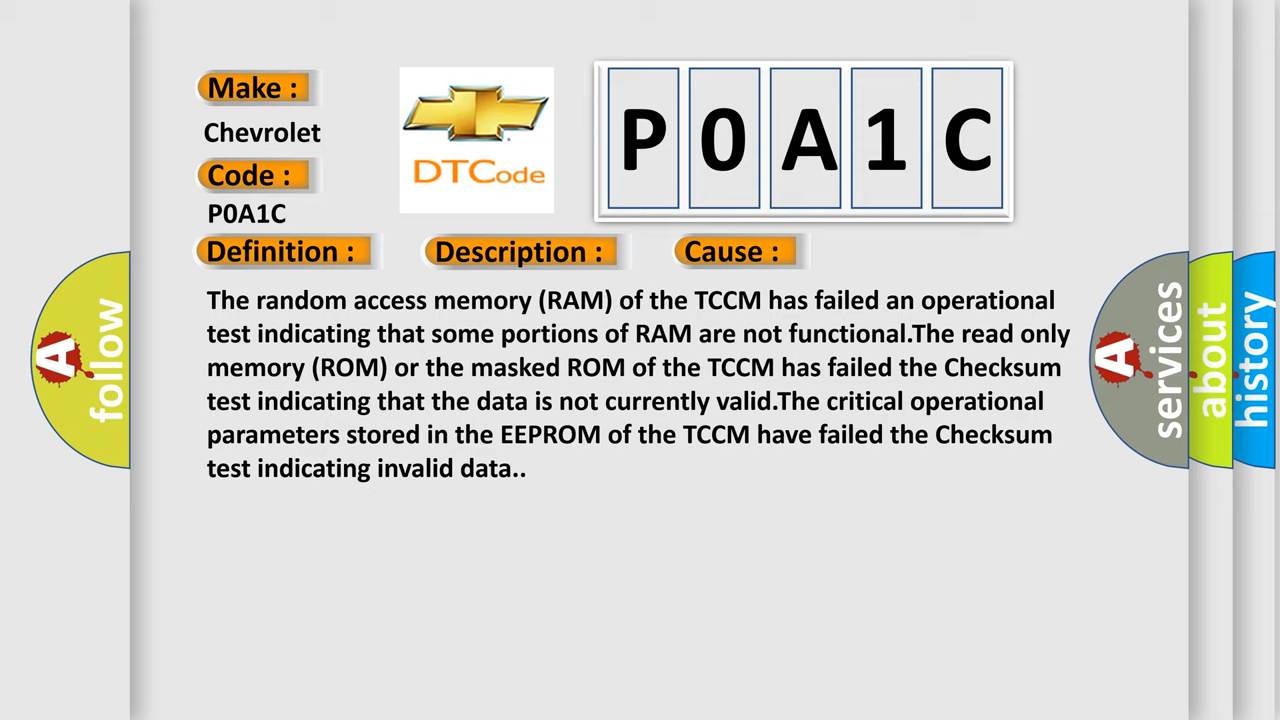 Make :
Chevrolet
Code :
P0A1C
DTCode
P0A1C
Definition :
Description :
Cause :
The random access memory (RAM) of the TCCM has failed an operational
test indicating that some portions of RAM are not functional.The read only
memory (ROM) or the masked ROM of the TCCM has failed the Checksum
test indicating that the data is not currently valid.The critical operational
parameters stored in the EEPROM of the TCCM have failed the Checksum
test indicating invalid data..
A follow
A services
about
history